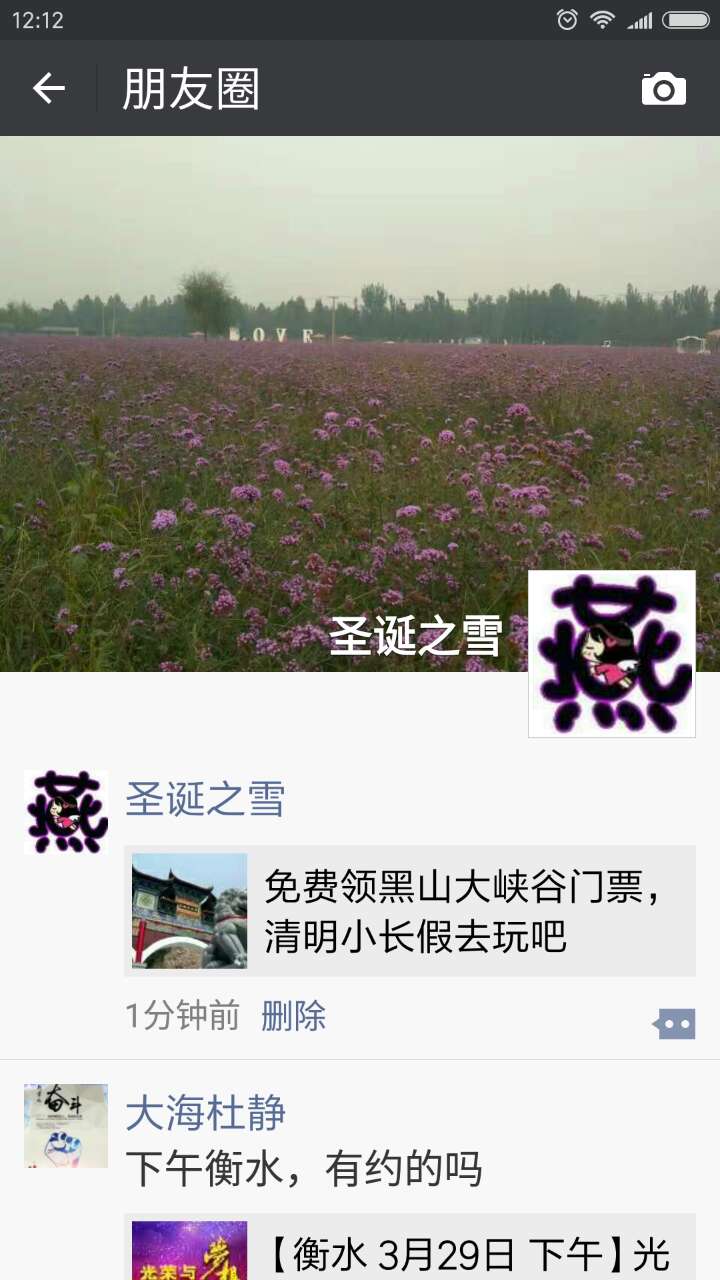 12:12
朋友圈
LOVE
圣诞之雪
燕
燕
圣诞之雪
免费领黑山大峡谷门票，
清明小长假去玩吧
1分钟前 删除
奋斗
大海杜静
下午衡水，有约的吗
光荣与梦想
【衡水 3月29日 下午】光